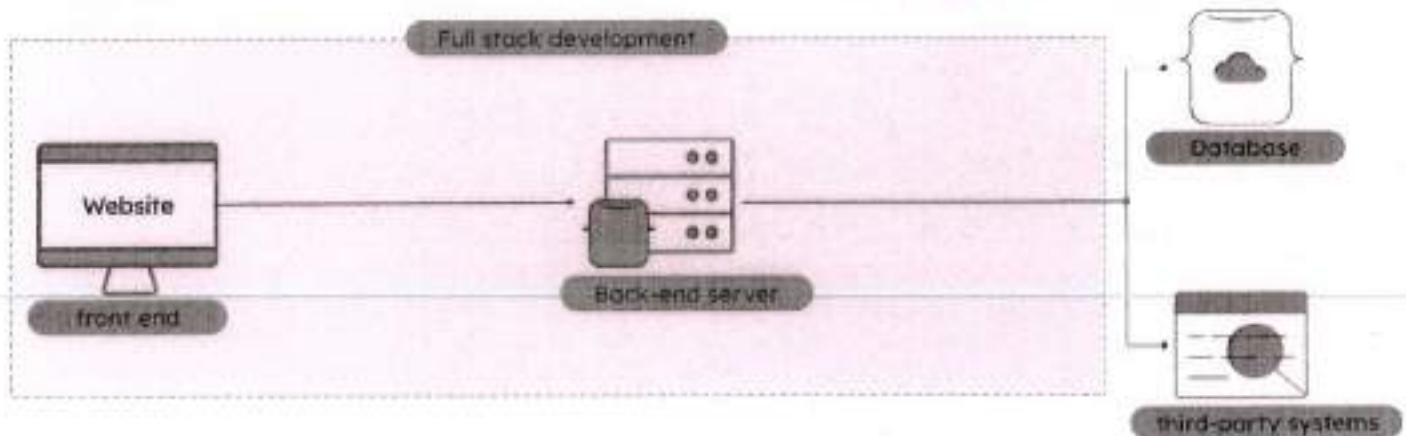 Full stack development
Database
Website
Back-end server
front end
third-party systems